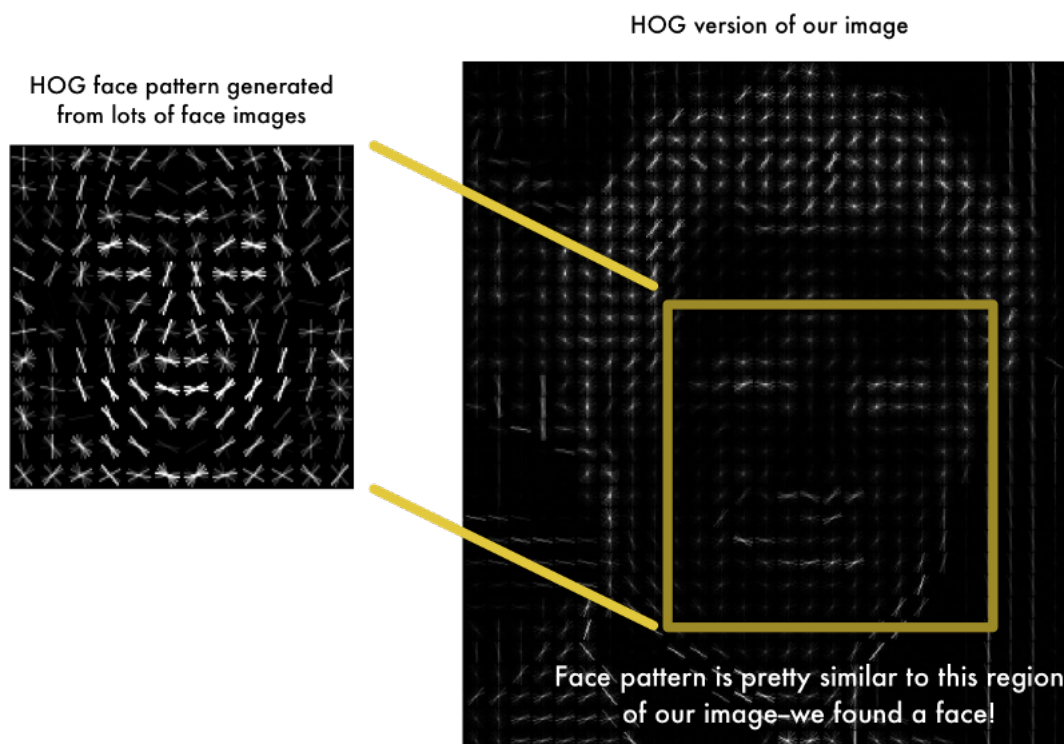 HOG version of our image
HOG face pattern generated
from lots of face images
Face pattern is pretty similar to this region
of our image–we found a face!